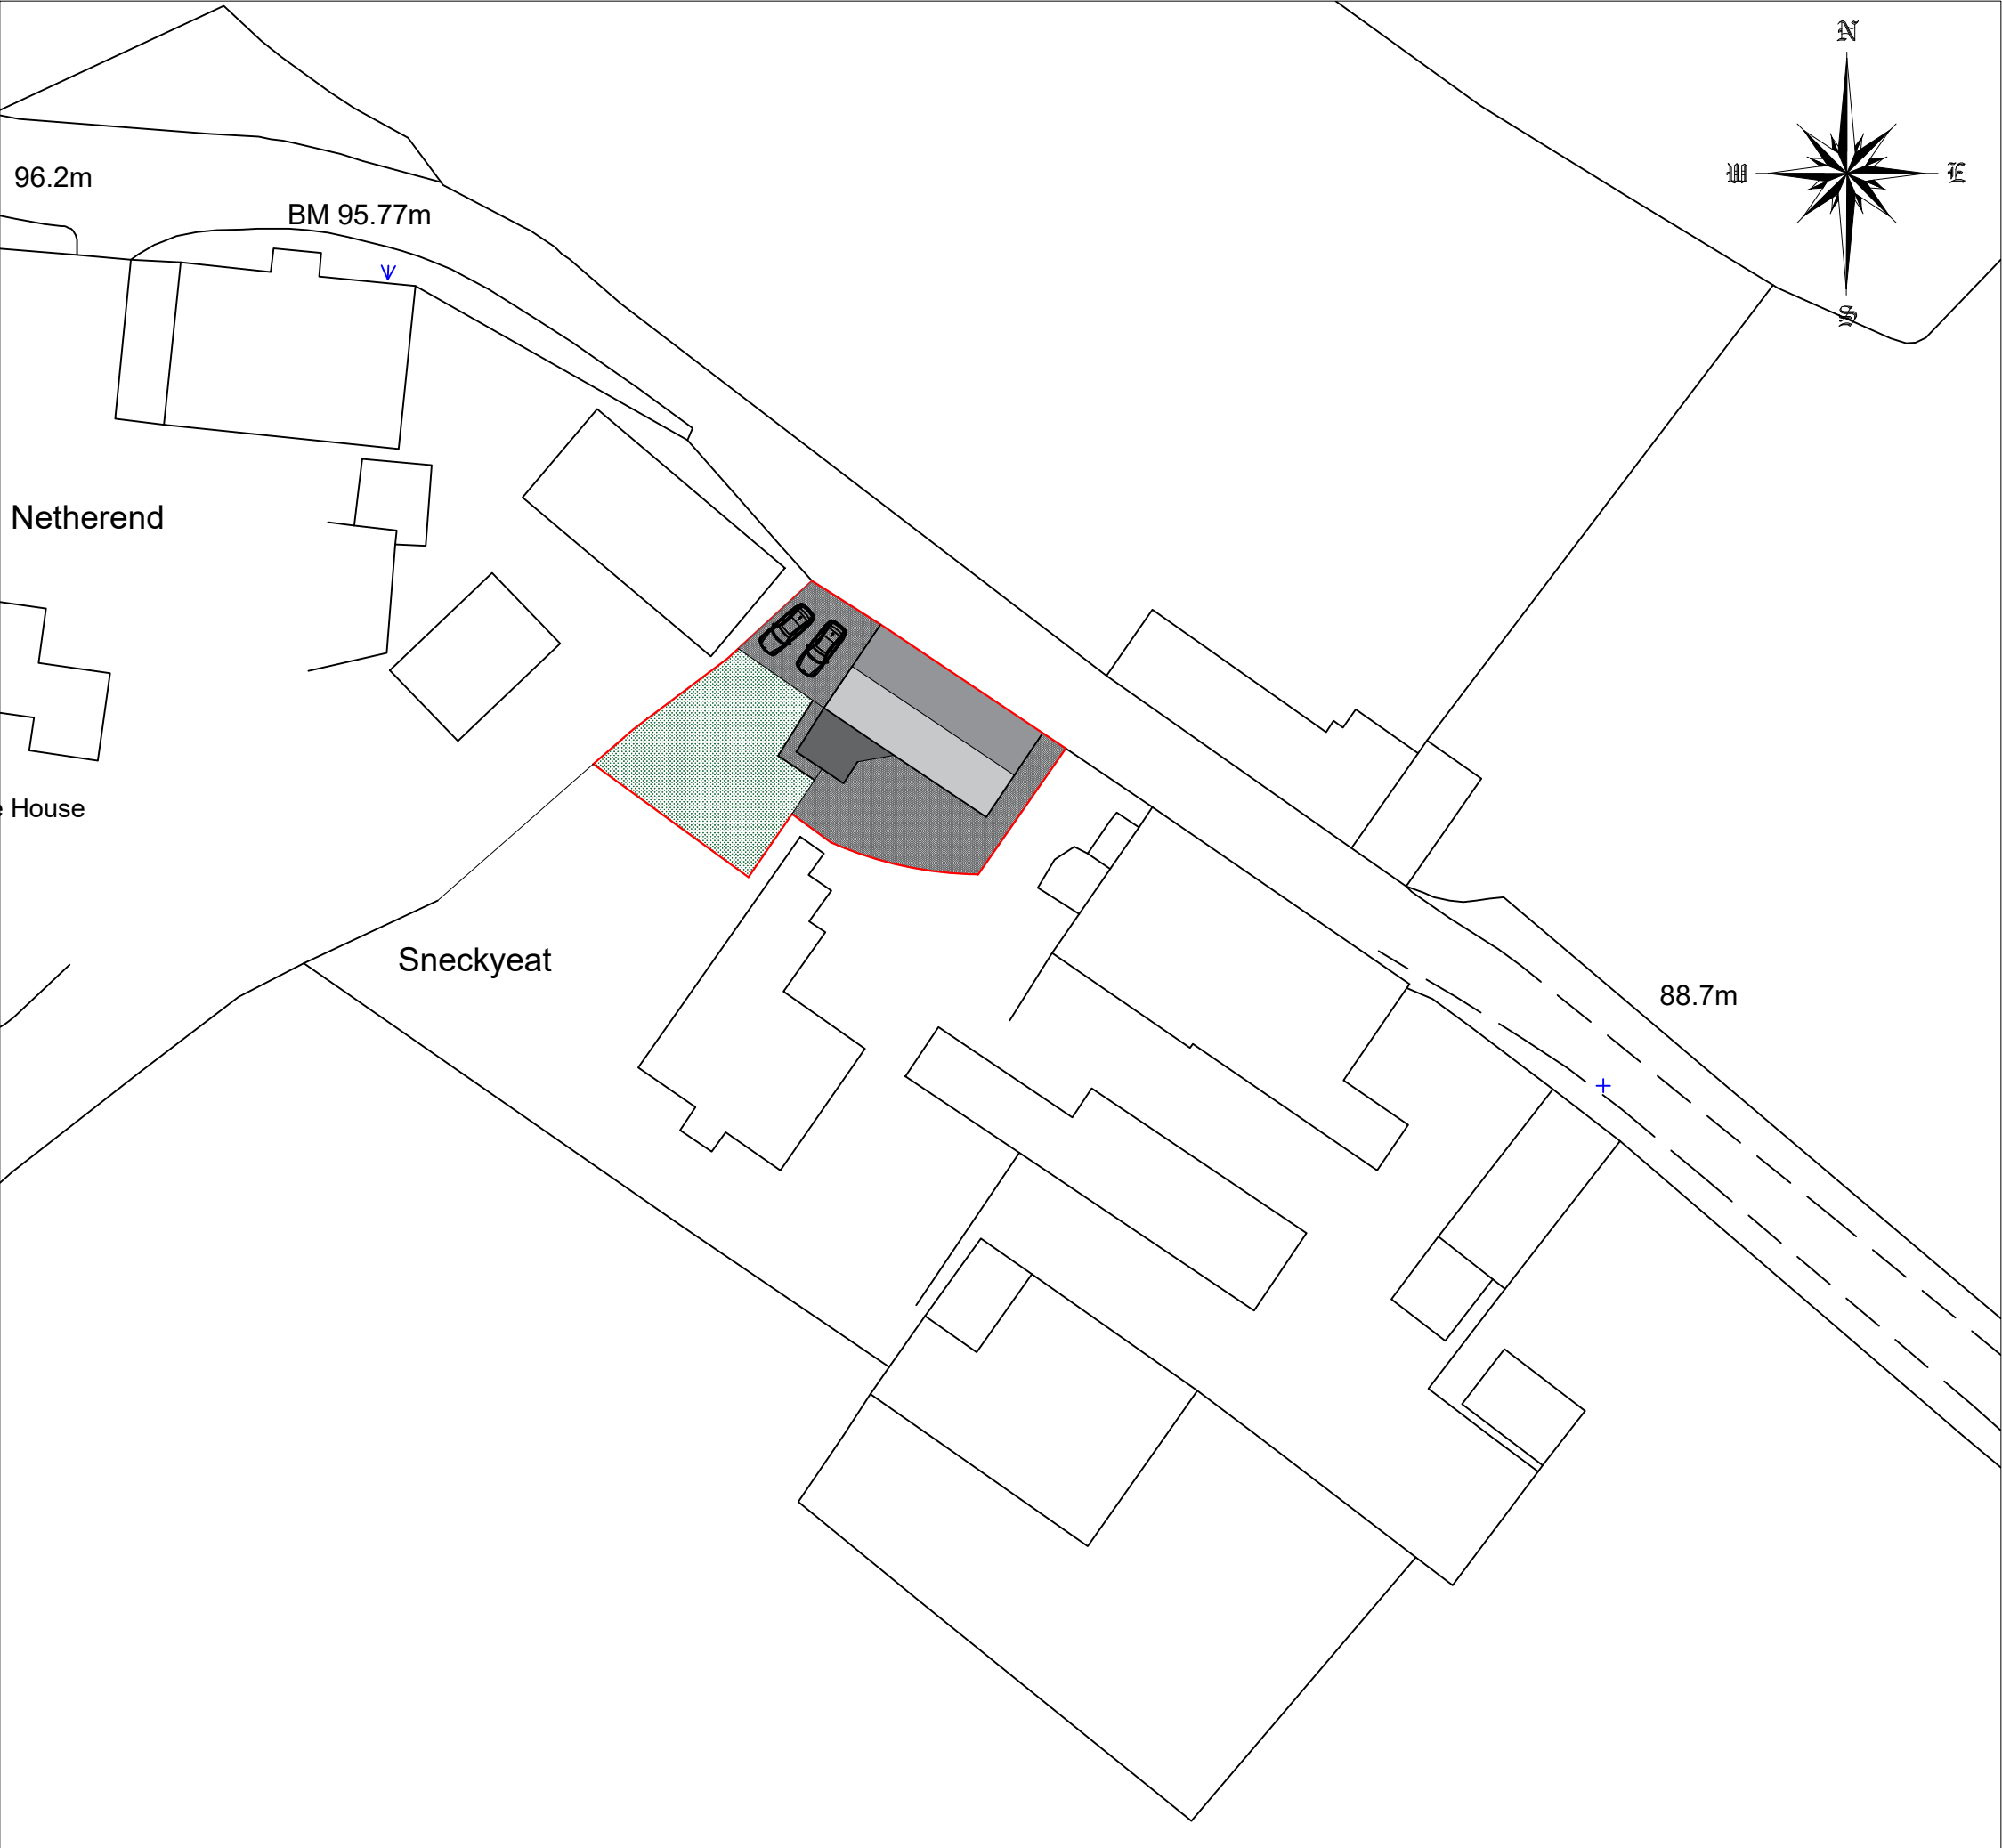 N
96.2m
W
E
BM 95.77m
S
Netherend
House
Sneckyeat
88.7m